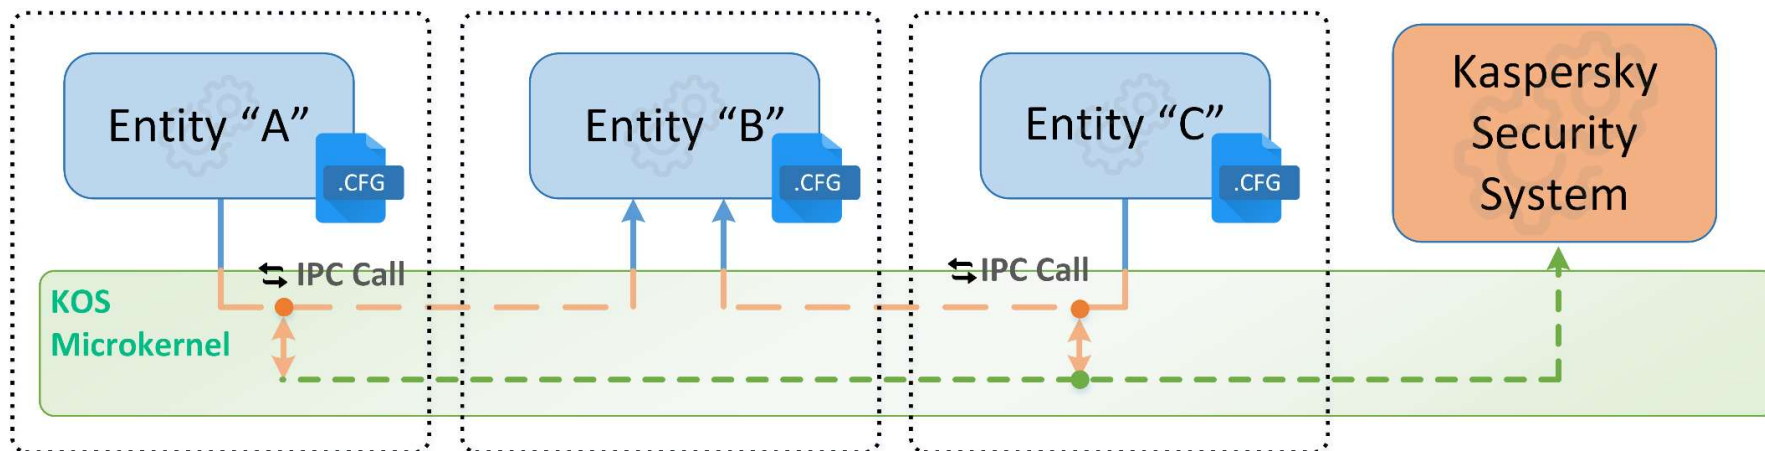 Entity “A”
.CFG
Entity “B”
.CFG
Entity “C”
.CFG
Kaspersky
Security
System
IPC Call
IPC Call
KOS
Microkernel